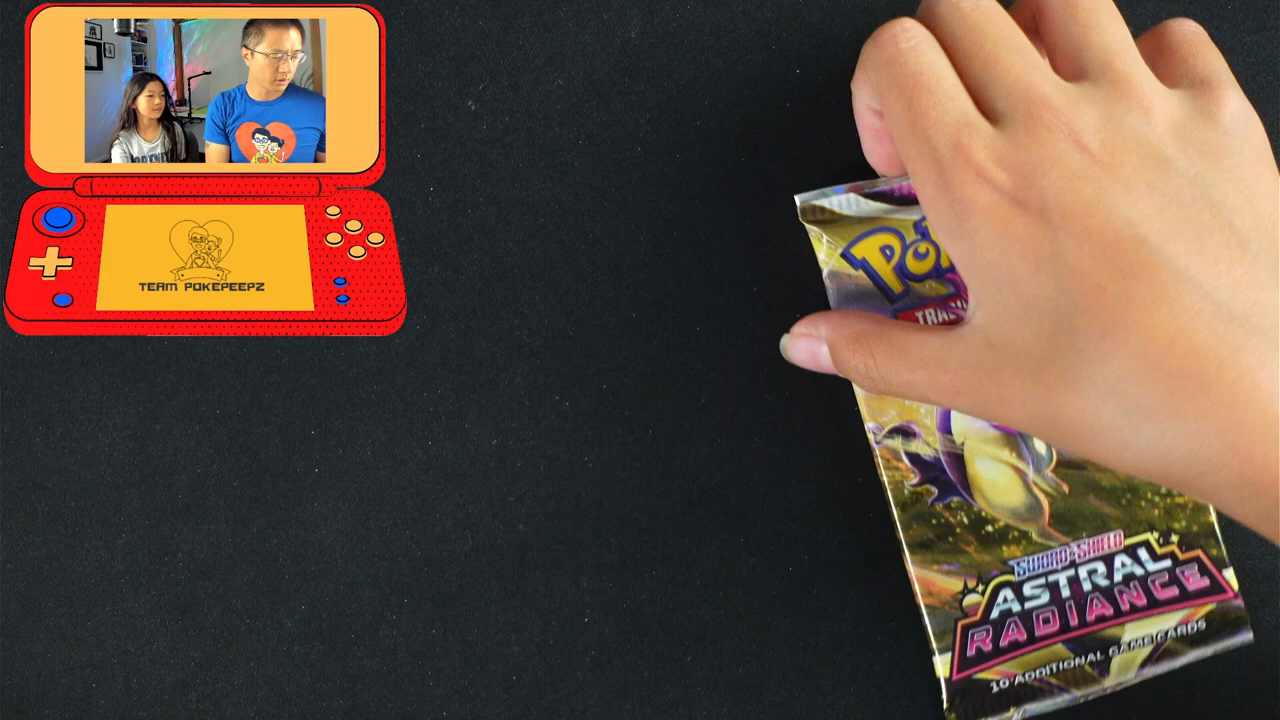 TEAM POKEPEEPZ
SWORD & SHIELD
ASTRAL
RADIANCE
10 ADDITIONAL GAME CARDS